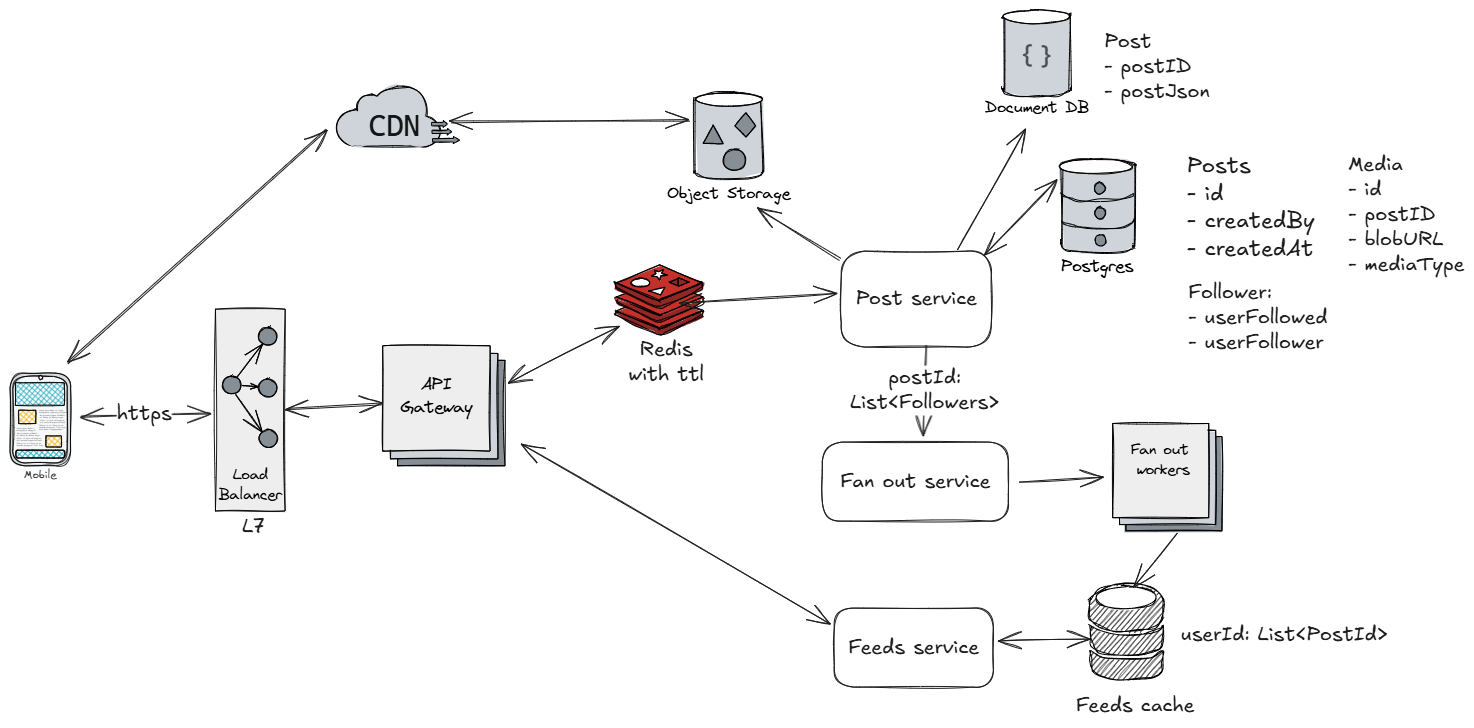 { }
Document DB
Post
- postID
- postJson
CDN
Object Storage
Postgres
Posts
- id
- createdBy
- createdAt
Follower:
- userFollowed
- userFollower
Media
- id
- postID
- blobURL
- mediaType
Redis
with ttl
Post service
Mobile
https
Load
Balancer
L7
API
Gateway
postId:
List<Followers>
Fan out service
Fan out
workers
Feeds service
userId: List<PostId>
Feeds cache